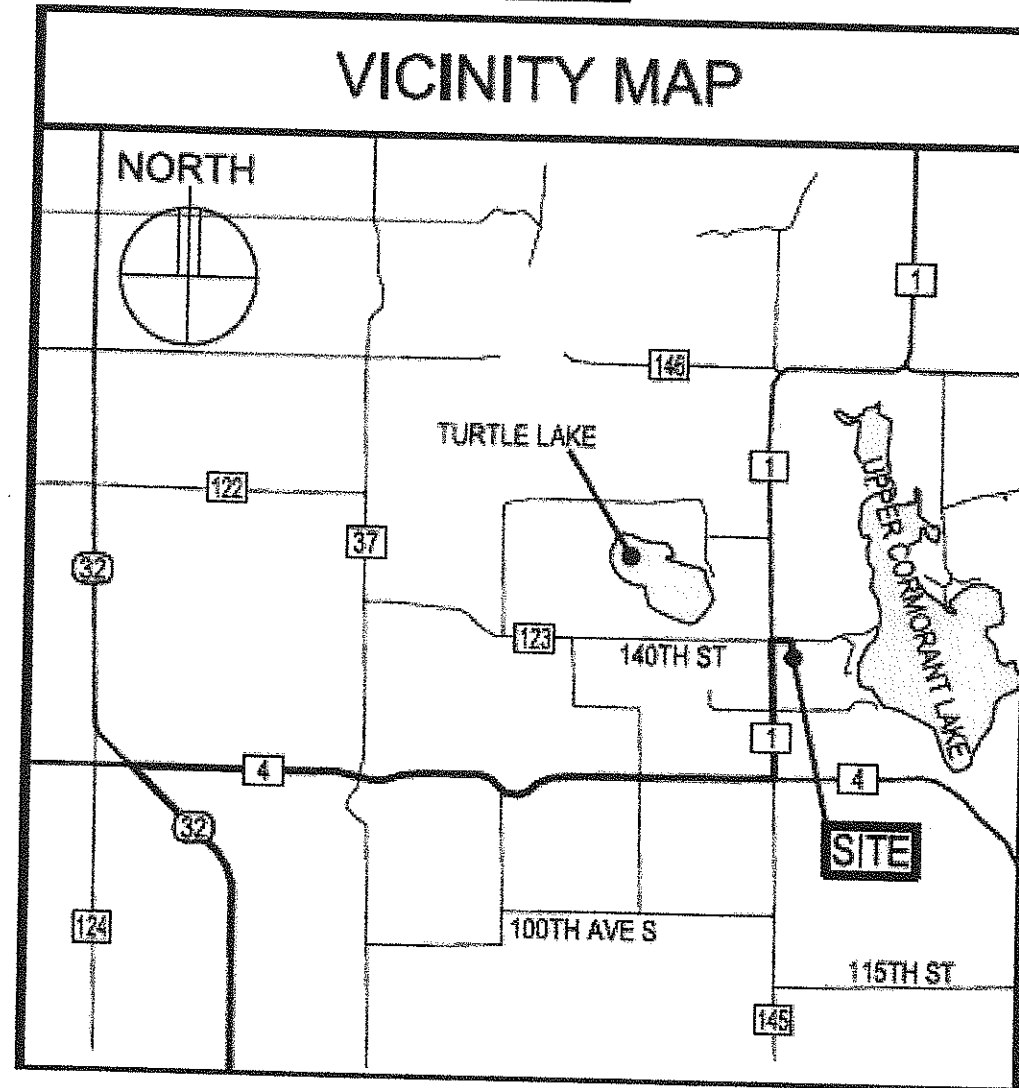 VICINITY MAP
NORTH
1
146
TURTLE LAKE
1
122
37
32
UPPER CORMORANT LAKE
123
140TH ST
1
4
4
32
SITE
124
100TH AVE S
115TH ST
145